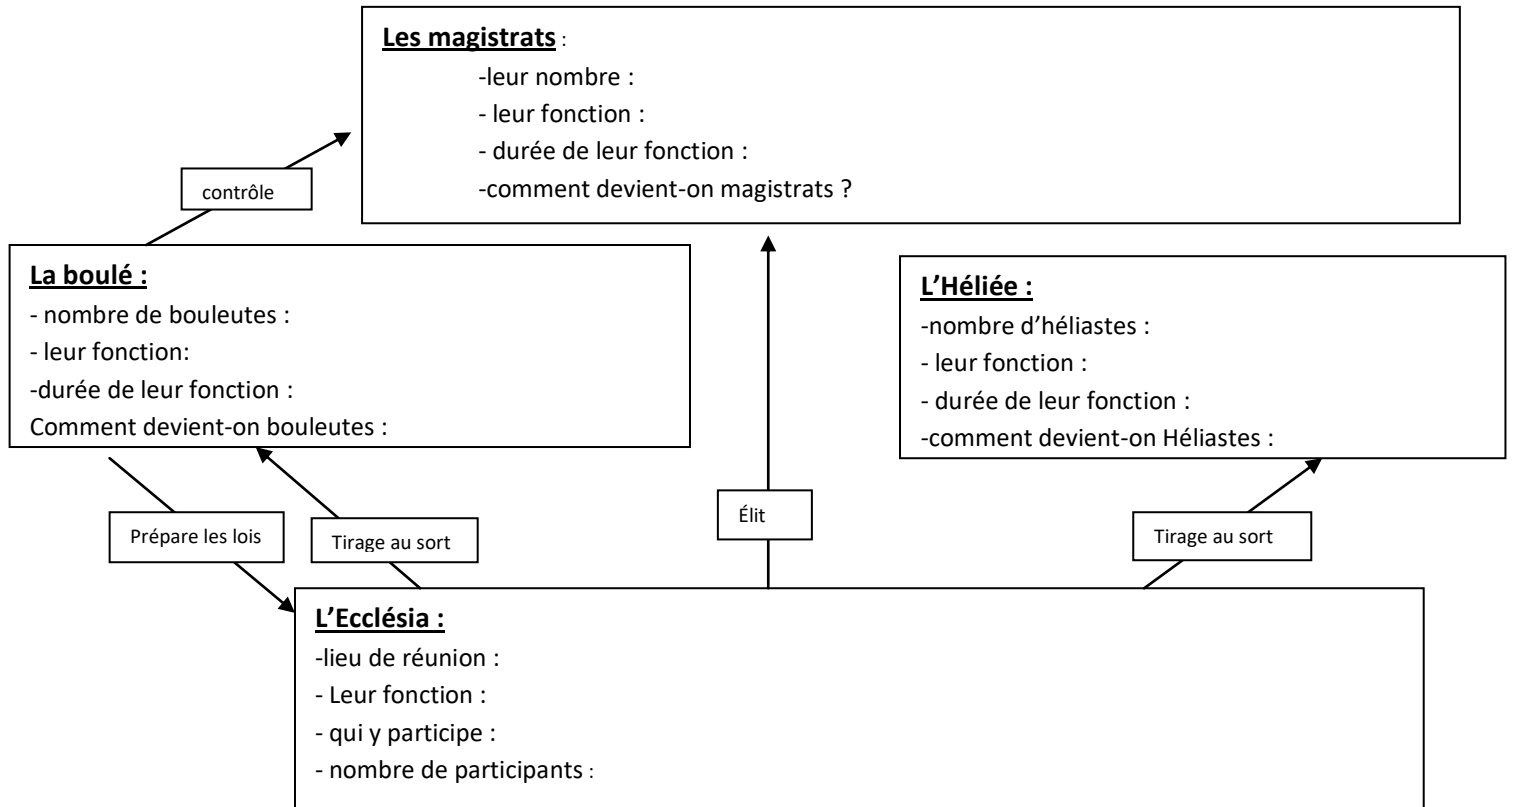 Les magistrats :
-leur nombre :
- leur fonction :
- durée de leur fonction :
-comment devient-on magistrats ?
contrôle
La boulé :
- nombre de bouleutes :
- leur fonction:
-durée de leur fonction :
Comment devient-on bouleutes :
L’Héliée :
-nombre d’héliastes :
- leur fonction :
- durée de leur fonction :
-comment devient-on Héliastes :
Prépare les lois
Tirage au sort
Élit
Tirage au sort
L’Ecclésia :
-lieu de réunion :
- Leur fonction :
- qui y participe :
- nombre de participants :